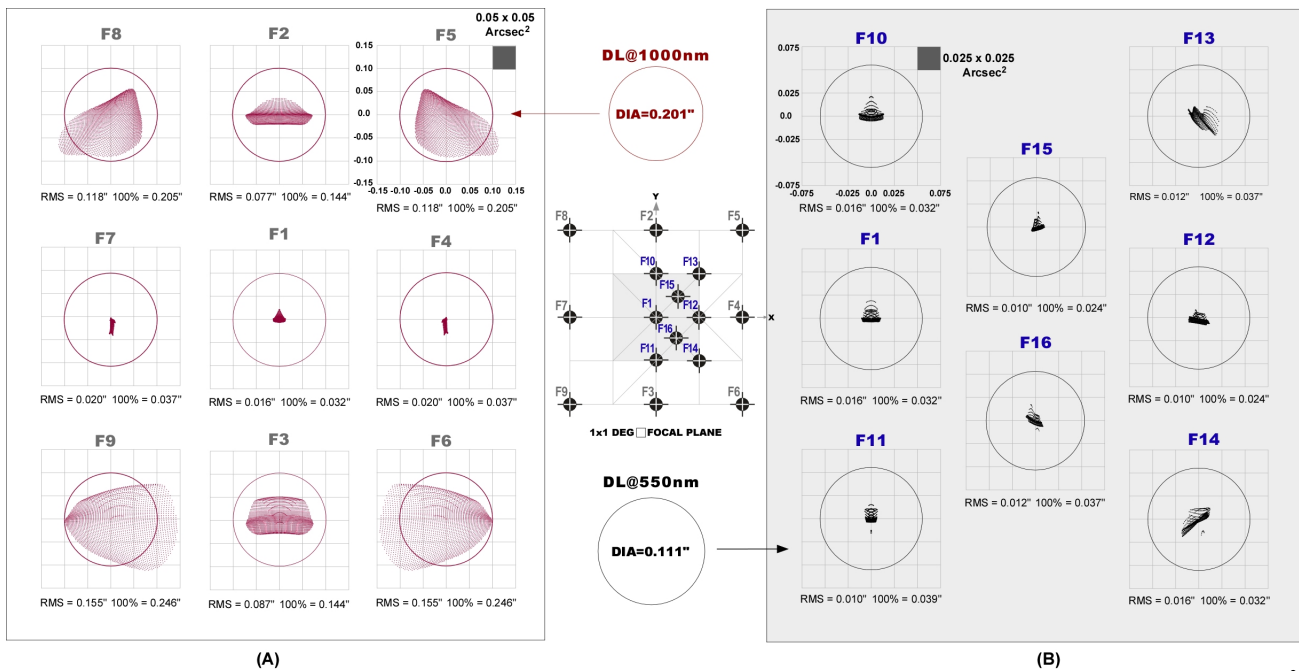 0.05 x 0.05
Arcsec²
F8
F2
F5
0.15
0.10
0.05
0.0
-0.05
-0.10
-0.15
-0.15 -0.10 -0.05 0.0 0.05 0.10 0.15
RMS = 0.118" 100% = 0.205"
RMS = 0.077" 100% = 0.144"
RMS = 0.118" 100% = 0.205"
F7
F1
F4
RMS = 0.020" 100% = 0.037"
RMS = 0.016" 100% = 0.032"
RMS = 0.020" 100% = 0.037"
F9
F3
F6
RMS = 0.155" 100% = 0.246"
RMS = 0.087" 100% = 0.144"
RMS = 0.155" 100% = 0.246"
(A)
DL@1000nm
DIA=0.201"
Y
F8
F2
F5
F10
F13
F15
F7
F1
F12
F4
X
F16
F11
F14
F9
F3
F6
1x1 DEG □ FOCAL PLANE
DL@550nm
DIA=0.111"
F10
0.075
0.050
0.025
0.0
-0.025
-0.050
-0.075
-0.075 -0.050 -0.025 0.0 0.025 0.050 0.075
0.025 x 0.025
Arcsec²
RMS = 0.016" 100% = 0.032"
F13
RMS = 0.012" 100% = 0.037"
F15
RMS = 0.010" 100% = 0.024"
F1
RMS = 0.016" 100% = 0.032"
F12
RMS = 0.010" 100% = 0.024"
F16
RMS = 0.012" 100% = 0.037"
F11
RMS = 0.010" 100% = 0.039"
F14
RMS = 0.016" 100% = 0.032"
(B)